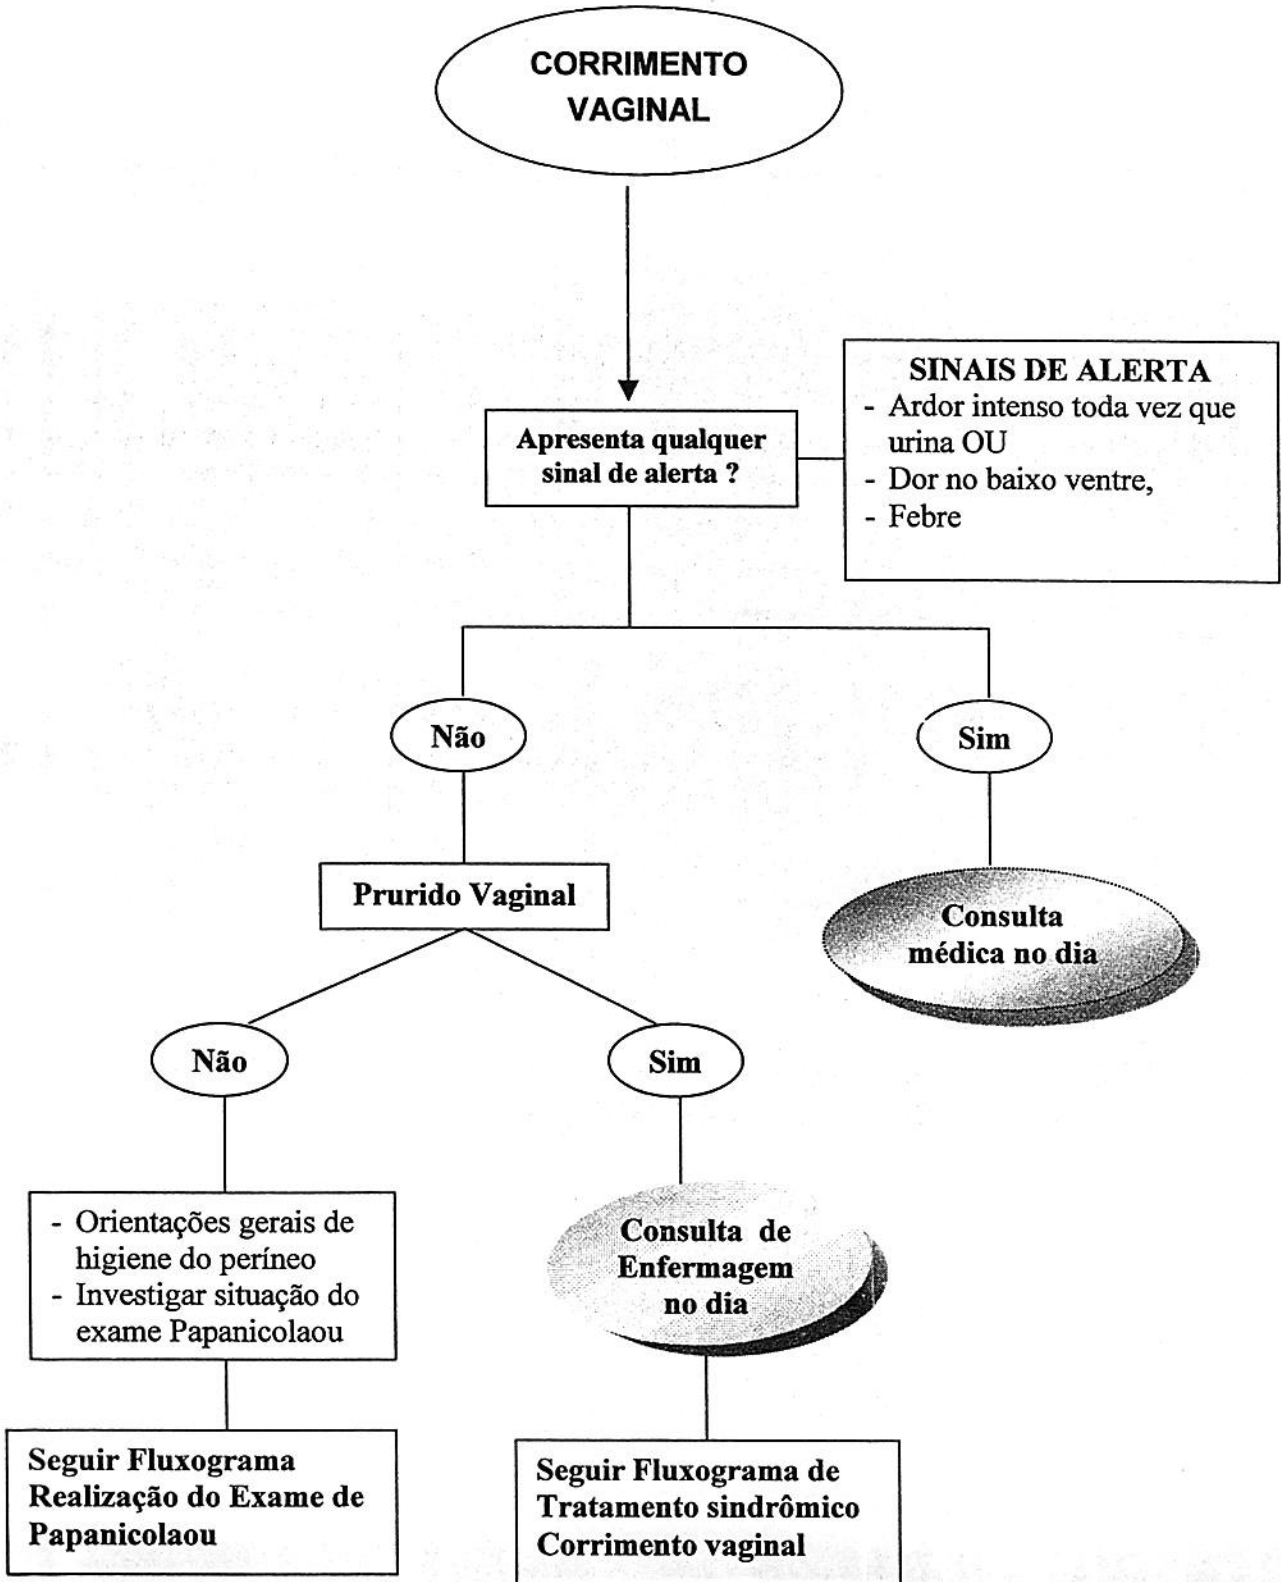 CORRIMENTO
VAGINAL
SINAIS DE ALERTA
- Ardor intenso toda vez que
urina OU
- Dor no baixo ventre,
- Febre
Apresenta qualquer
sinal de alerta ?
Não
Sim
Prurido Vaginal
Consulta
médica no dia
Não
Sim
- Orientações gerais de
higiene do períneo
- Investigar situação do
exame Papanicolaou
Consulta de
Enfermagem
no dia
Seguir Fluxograma
Realização do Exame de
Papanicolaou
Seguir Fluxograma de
Tratamento sindrômico
Corrimento vaginal